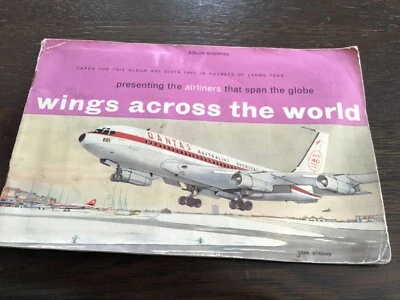 Album sixpence
CARDS FOR THIS ALBUM ARE GIVEN FREE IN PACKETS OF LYONS TEAS
presenting the airliners that span the globe
wings across the world
QANTAS